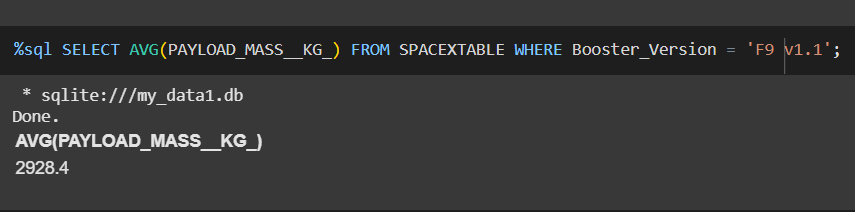 %sql SELECT AVG(PAYLOAD_MASS__KG_) FROM SPACEXTABLE WHERE Booster_Version = 'F9 v1.1';
* sqlite:///my_data1.db
Done.
AVG(PAYLOAD_MASS__KG_)
2928.4